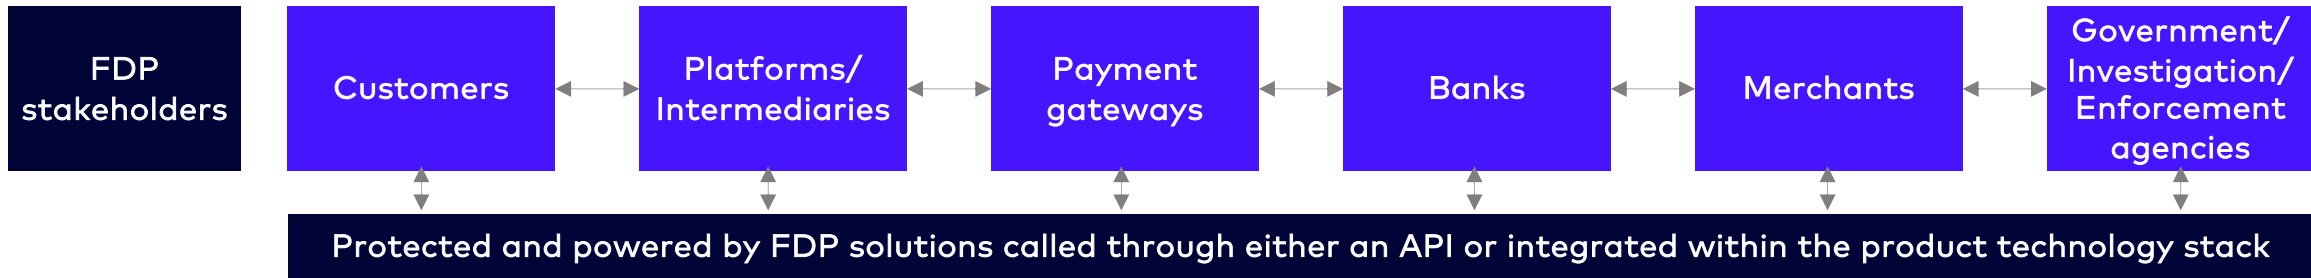 FDP
stakeholders
Customers
Platforms/
Intermediaries
Payment
gateways
Banks
Merchants
Government/
Investigation/
Enforcement
agencies
Protected and powered by FDP solutions called through either an API or integrated within the product technology stack